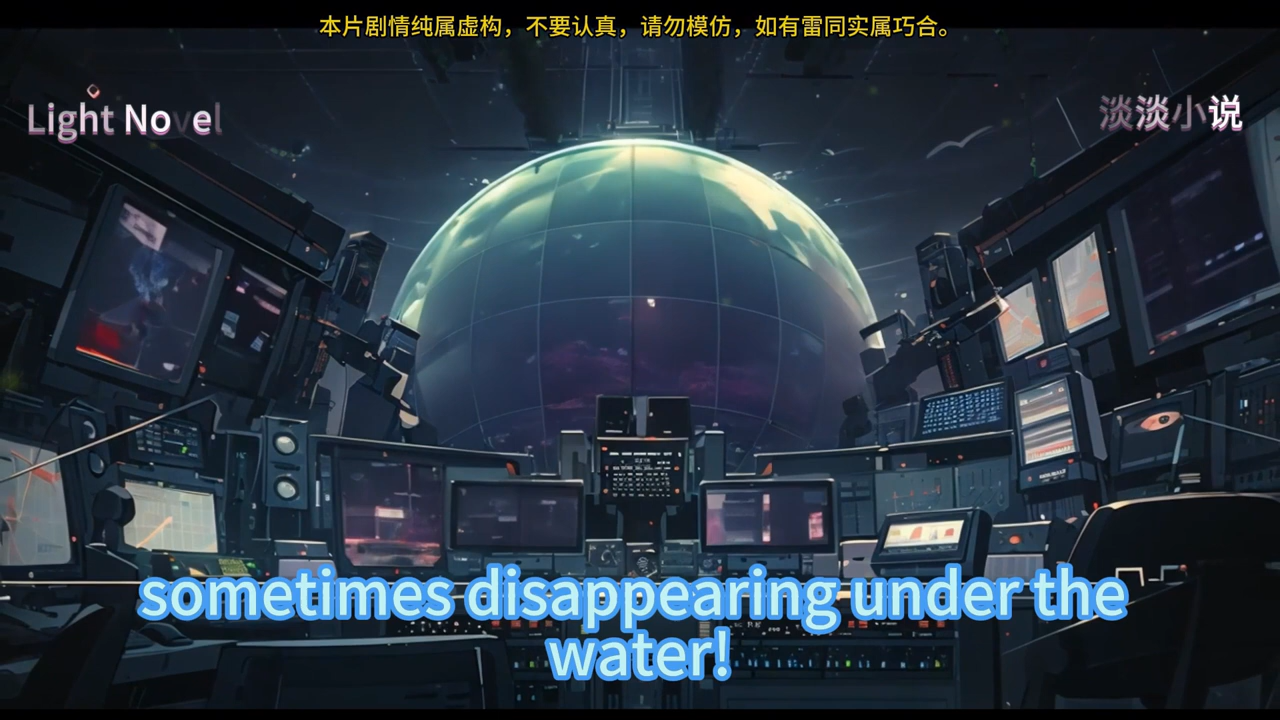 本片剧情纯属虚构，不要认真，请勿模仿，如有雷同实属巧合。
Light Novel
淡淡小说
sometimes disappearing under the
water!